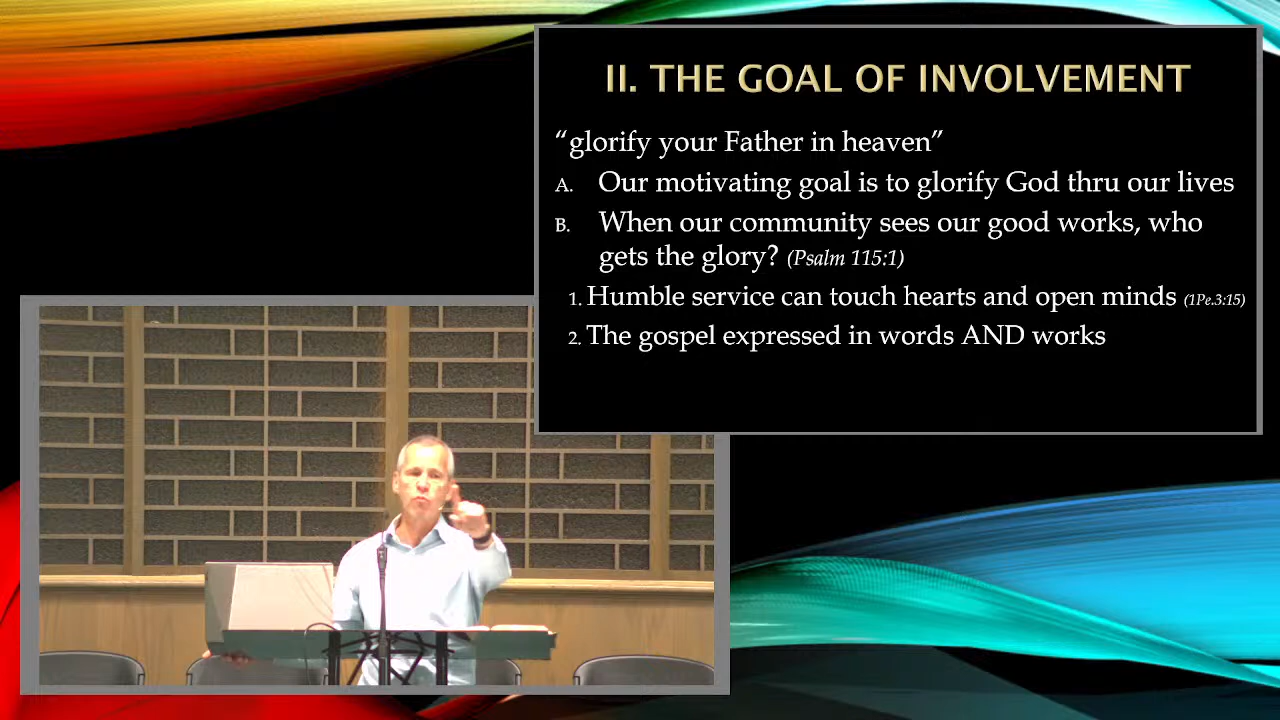 II. THE GOAL OF INVOLVEMENT
“glorify your Father in heaven”
A. Our motivating goal is to glorify God thru our lives
B. When our community sees our good works, who
gets the glory? (Psalm 115:1)
1. Humble service can touch hearts and open minds (1Pe.3:15)
2. The gospel expressed in words AND works